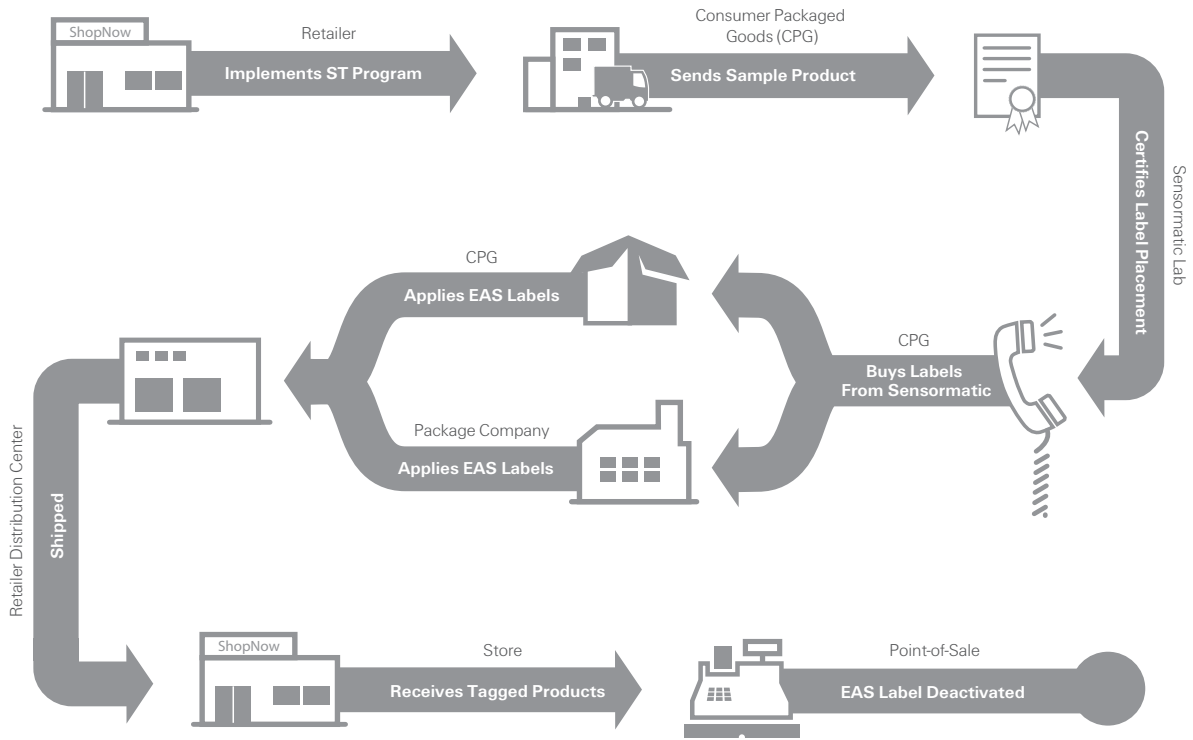 ShopNow
Retailer
Implements ST Program
Consumer Packaged
Goods (CPG)
Sends Sample Product
Sensormatic Lab
Certifies Label Placement
CPG
Buys Labels
From Sensormatic
CPG
Applies EAS Labels
Package Company
Applies EAS Labels
Retailer Distribution Center
Shipped
ShopNow
Store
Receives Tagged Products
Point-of-Sale
EAS Label Deactivated